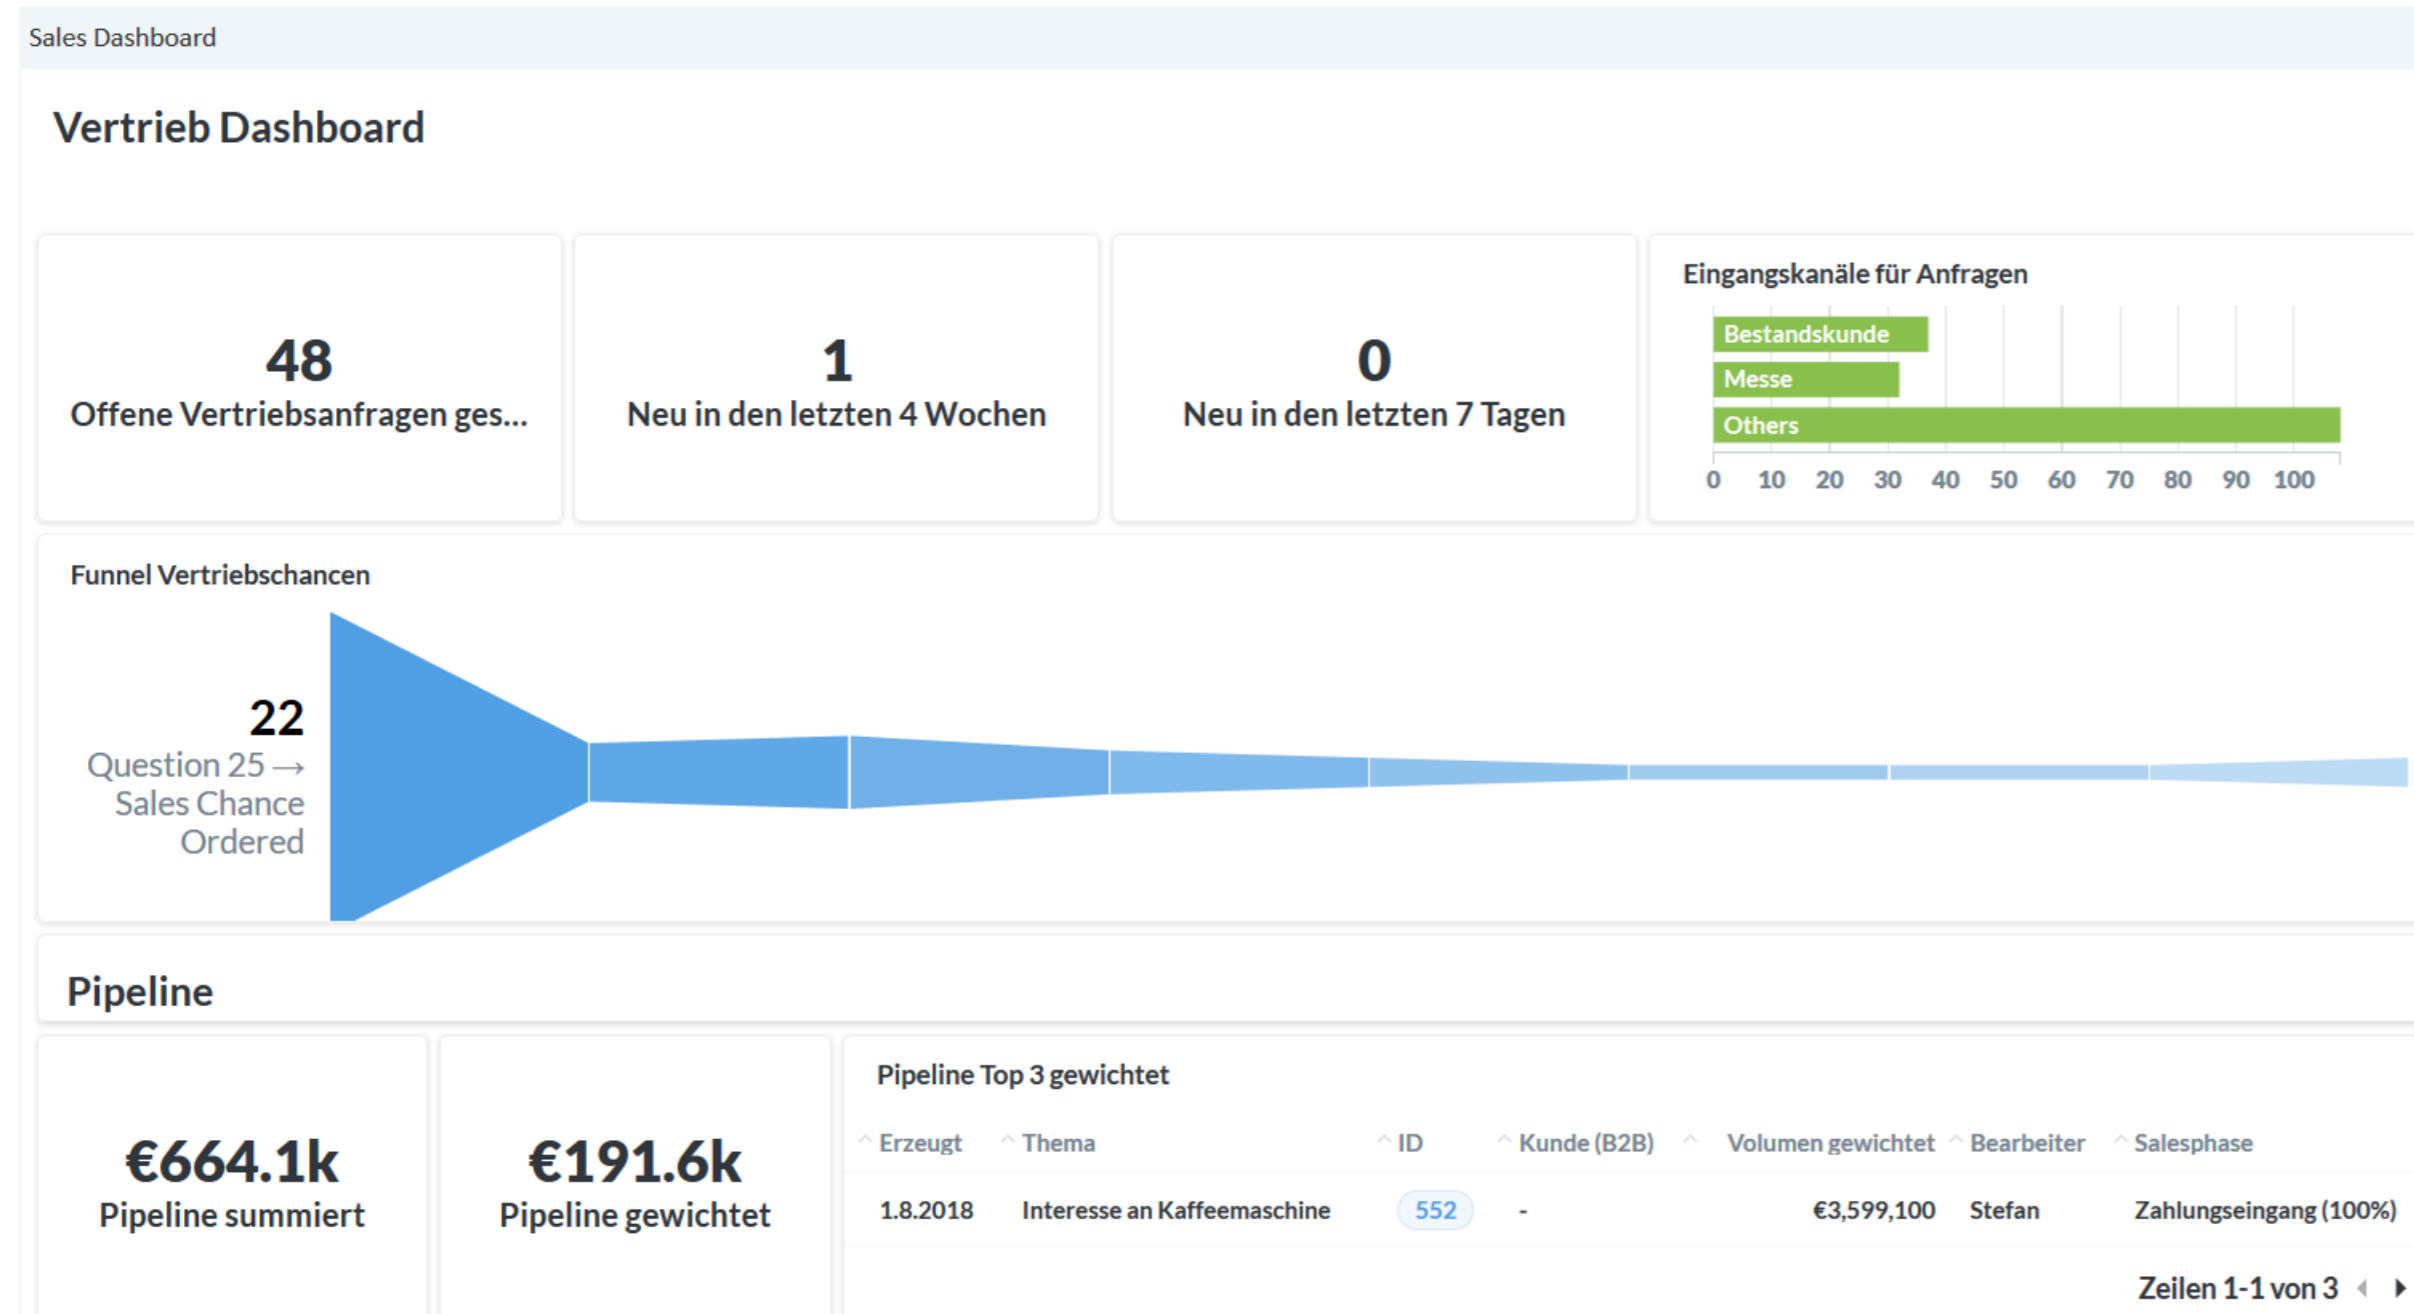 Sales Dashboard
Vertrieb Dashboard
48
Offene Vertriebsanfragen ges...
1
Neu in den letzten 4 Wochen
0
Neu in den letzten 7 Tagen
Eingangskanäle für Anfragen
Bestandskunde
Messe
Others
0 10 20 30 40 50 60 70 80 90 100
Funnel Vertriebschancen
22
Question 25 →
Sales Chance
Ordered
Pipeline
€664.1k
Pipeline summiert
€191.6k
Pipeline gewichtet
Pipeline Top 3 gewichtet
Erzeugt Thema ID Kunde (B2B) Volumen gewichtet Bearbeiter Salesphase
1.8.2018 Interesse an Kaffeemaschine 552 - €3,599,100 Stefan Zahlungseingang (100%)
Zeilen 1-1 von 3